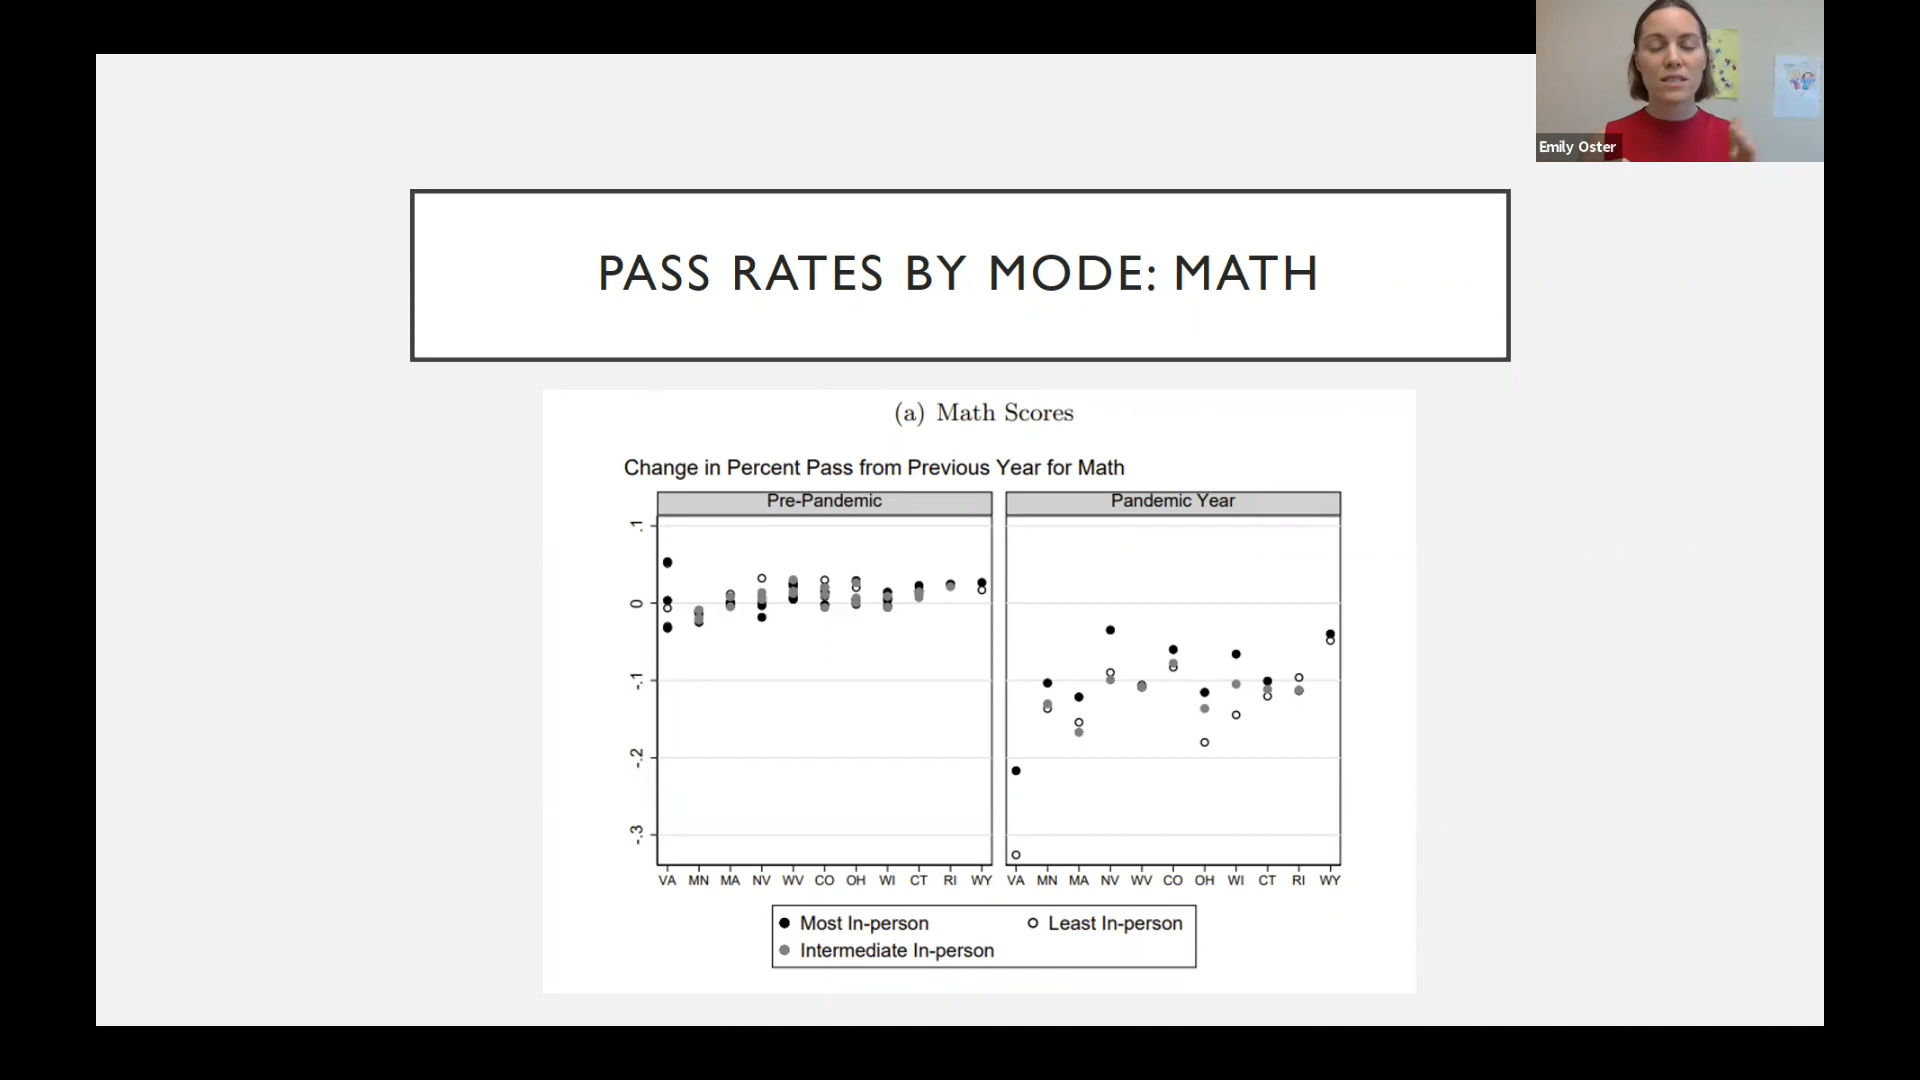 Emily Oster
PASS RATES BY MODE: MATH
(a) Math Scores
Change in Percent Pass from Previous Year for Math
Pre-Pandemic
Pandemic Year
.1
0
-.1
-.2
-.3
VA MN MA NV WV CO OH WI CT RI WY
VA MN MA NV WV CO OH WI CT RI WY
Most In-person
Least In-person
Intermediate In-person